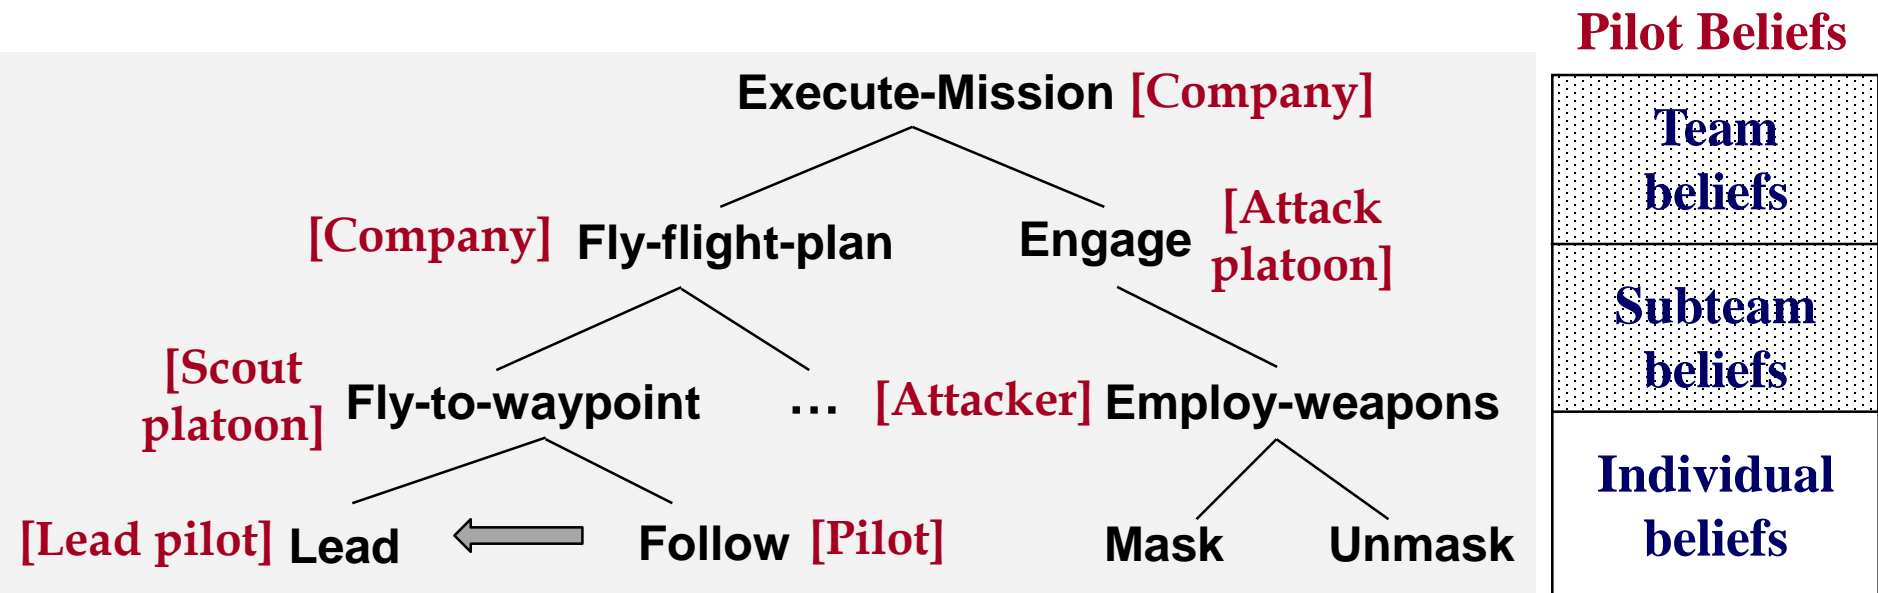 Pilot Beliefs
Execute-Mission [Company]
Team
beliefs
[Company] Fly-flight-plan
Engage [Attack
platoon]
Subteam
beliefs
[Scout
platoon] Fly-to-waypoint
...
[Attacker] Employ-weapons
Individual
beliefs
[Lead pilot] Lead
Follow [Pilot]
Mask
Unmask